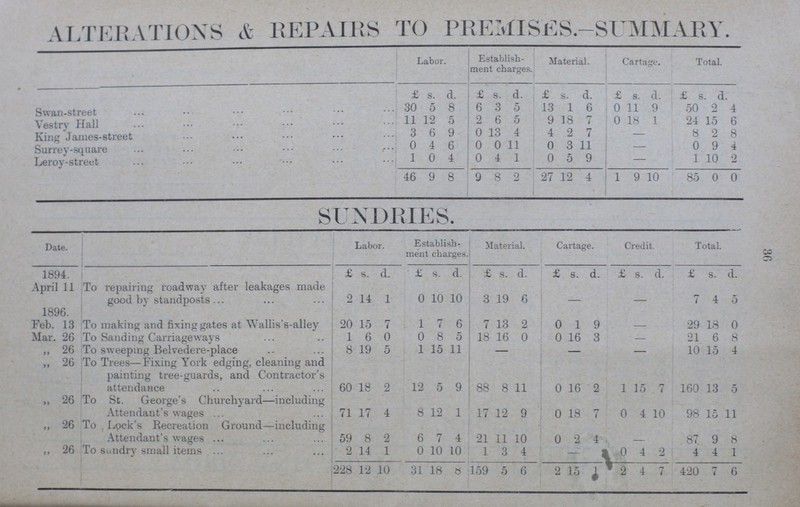 ALTERATIONS & REPAIRS TO PREMISES.—SUMMARY.
Labor. Establishment charges. Material. Cartage. Total.
£ s. d. £ s. d. £ s. d. £ s. d. £ s. d.
Swan-street ... 30 5 8 6 3 5 13 1 6 0 11 9 50 2 4
Vestry Hall ... 11 12 5 2 6 5 9 18 7 0 18 1 24 15 6
King James-street ... 3 6 9 0 13 4 4 2 7 — 8 2 8
Surrey-square ... 0 4 6 0 0 11 0 3 11 — 0 9 4
Leroy-street ... 1 0 4 0 4 1 0 5 9 — 1 10 2
46 9 8 9 8 2 27 12 4 1 9 10 85 0 0
SUNDRIES.
36
Date. Labor. Establishment charges. Material. Cartage. Credit. Total.
1894. £ s. d. £ s. d. £ s. d. £ s. d. £ s. d. £ s. d.
April 11 To repairing roadway after leakages made
good by standposts ... 2 14 1 0 10 10 3 19 6 — — 7 4 5
1896.
Feb. 13 To making and fixing gates at Wallis's-alley 20 15 7 1 7 6 7 13 2 0 1 9 — 29 18 0
Mar. 26 To Sanding Carriageways ... 1 6 0 0 8 5 18 16 0 0 16 3 — 21 6 8
„ 26 To sweeping Belvedere-place ... 8 19 5 1 15 11 — — — 10 15 4
„ 26 To Trees—Fixing York edging, cleaning and
painting tree-guards, and Contractor's
attendance ... 60 18 2 12 5 9 88 8 11 0 16 2 1 15 7 160 13 5
„ 26 To St. George's Churchyard—including
Attendant's wages ... 71 17 4 8 12 1 17 12 9 0 18 7 0 4 10 98 15 11
„ 26 To Lock's Recreation Ground—including
Attendant's wages ... 59 8 2 6 7 4 21 11 10 0 2 4 — 87 9 8
„ 26 To sundry small items ... 2 14 1 0 10 10 1 3 4 — 0 4 2 4 4 1
228 12 10 31 18 8 159 5 6 2 15 1 2 4 7 420 7 6